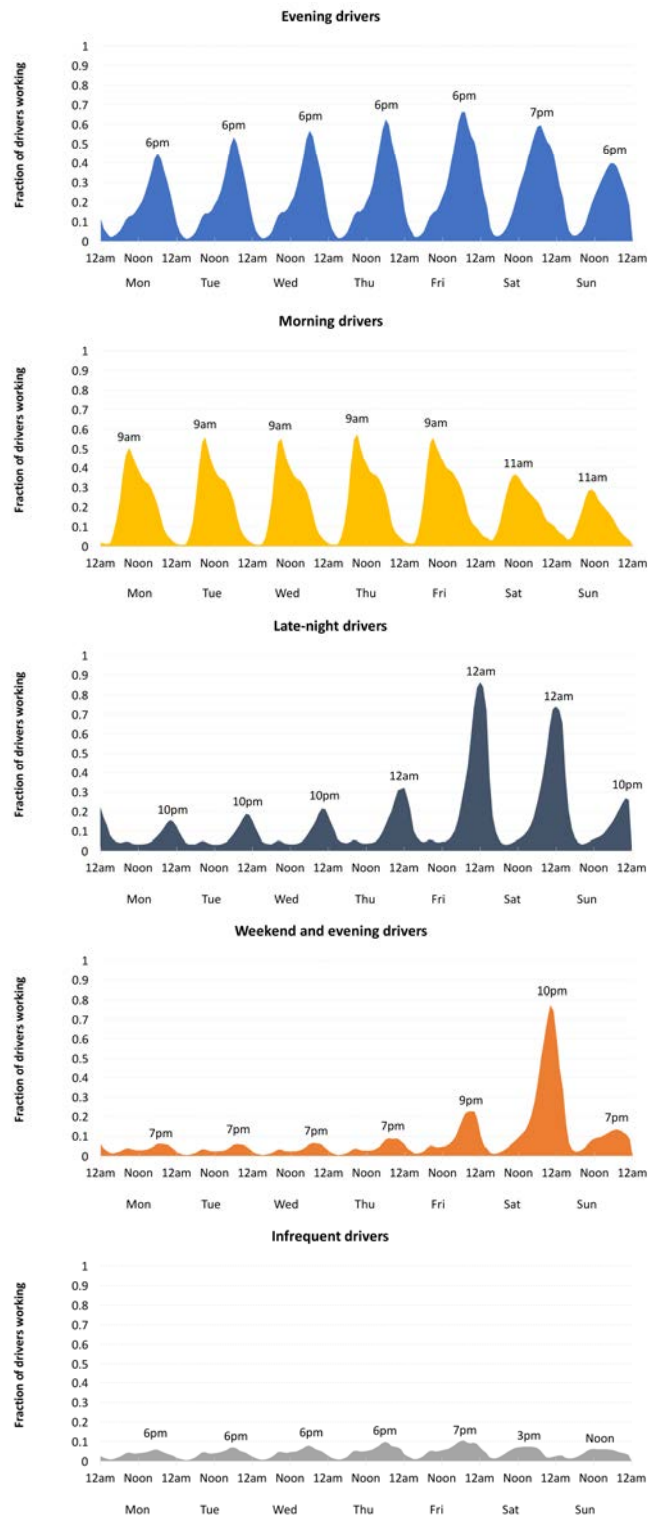 Evening drivers
Fraction of drivers working
1
0.9
0.8
0.7
0.6
0.5
0.4
0.3
0.2
0.1
0
6pm
6pm
6pm
6pm
6pm
7pm
6pm
12am Noon 12am Noon 12am Noon 12am Noon 12am Noon 12am Noon 12am Noon 12am
Mon Tue Wed Thu Fri Sat Sun
Morning drivers
Fraction of drivers working
1
0.9
0.8
0.7
0.6
0.5
0.4
0.3
0.2
0.1
0
9am
9am
9am
9am
9am
11am
11am
12am Noon 12am Noon 12am Noon 12am Noon 12am Noon 12am Noon 12am Noon 12am
Mon Tue Wed Thu Fri Sat Sun
Late-night drivers
Fraction of drivers working
1
0.9
0.8
0.7
0.6
0.5
0.4
0.3
0.2
0.1
0
10pm
10pm
10pm
12am
12am
12am
10pm
12am Noon 12am Noon 12am Noon 12am Noon 12am Noon 12am Noon 12am Noon 12am
Mon Tue Wed Thu Fri Sat Sun
Weekend and evening drivers
Fraction of drivers working
1
0.9
0.8
0.7
0.6
0.5
0.4
0.3
0.2
0.1
0
7pm
7pm
7pm
7pm
9pm
10pm
7pm
12am Noon 12am Noon 12am Noon 12am Noon 12am Noon 12am Noon 12am Noon 12am
Mon Tue Wed Thu Fri Sat Sun
Infrequent drivers
Fraction of drivers working
1
0.9
0.8
0.7
0.6
0.5
0.4
0.3
0.2
0.1
0
6pm
6pm
6pm
6pm
7pm
3pm
Noon
12am Noon 12am Noon 12am Noon 12am Noon 12am Noon 12am Noon 12am Noon 12am
Mon Tue Wed Thu Fri Sat Sun